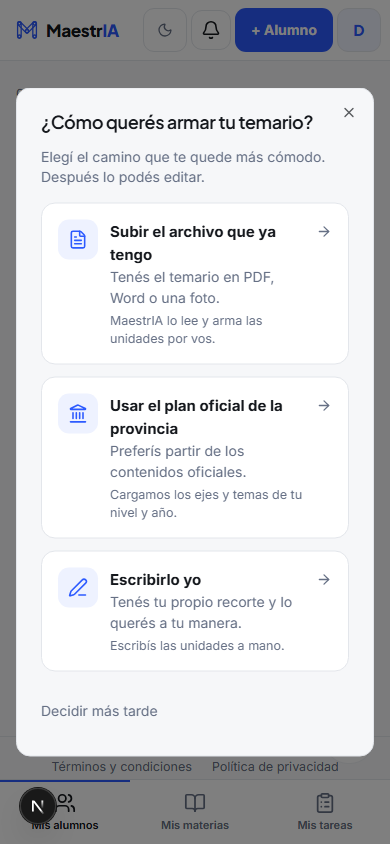 MaestrIA
+ Alumno
D
¿Cómo querés armar tu temario?
Elegí el camino que te quede más cómodo.
Después lo podés editar.
Subir el archivo que ya
tengo
Tenés el temario en PDF,
Word o una foto.
MaestrIA lo lee y arma las
unidades por vos.
Usar el plan oficial de la
provincia
Preferís partir de los
contenidos oficiales.
Cargamos los ejes y temas de tu
nivel y año.
Escribirlo yo
Tenés tu propio recorte y lo
querés a tu manera.
Escribís las unidades a mano.
Decidir más tarde
Términos y condiciones Política de privacidad
N
Mis alumnos Mis materias Mis tareas